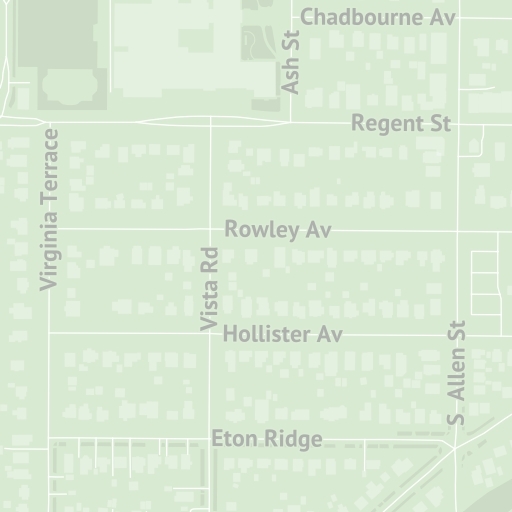 Chadbourne Av
Ash St
Regent St
Virginia Terrace
Rowley Av
Vista Rd
Hollister Av
S Allen St
Eton Ridge